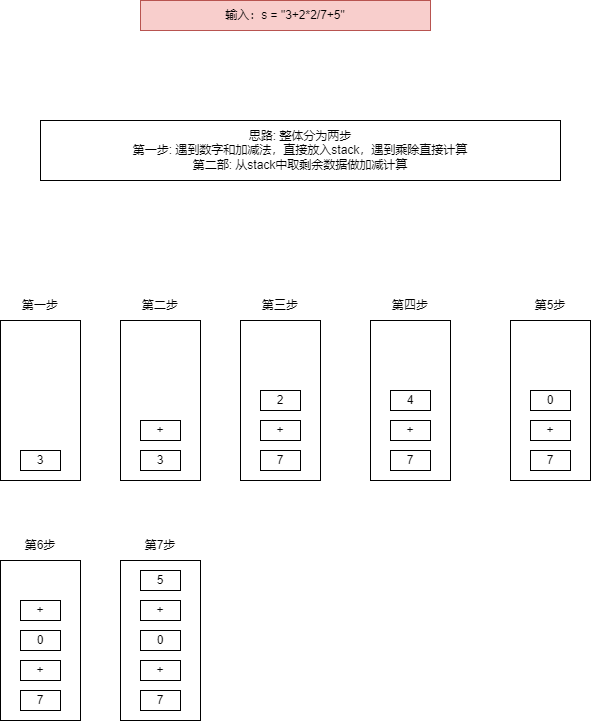 输入：s = "3+2*2/7+5"
思路: 整体分为两步
第一步: 遇到数字和加减法，直接放入stack，遇到乘除直接计算
第二部: 从stack中取剩余数据做加减计算
第一步
3
第二步
+
3
第三步
2
+
7
第四步
4
+
7
第5步
0
+
7
第6步
+
0
+
7
第7步
5
+
0
+
7